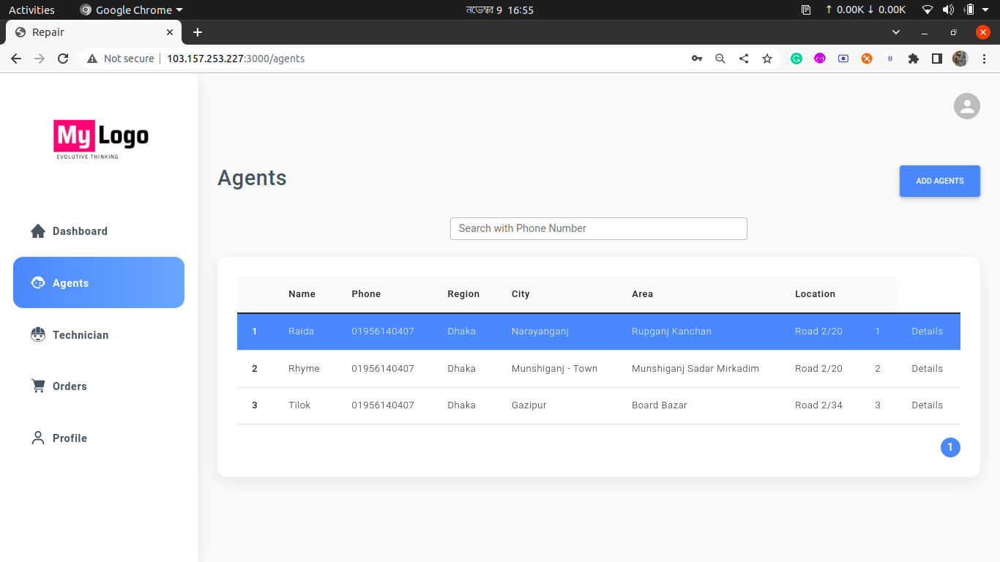 Activities Google Chrome নভেম্বর 9 16:55 ↑ 0.00K ↓ 0.00K
Repair
Not secure 103.157.253.227:3000/agents
B
My Logo
EVOLUTIVE THINKING
Agents
ADD AGENTS
Search with Phone Number
Dashboard
Agents
Technician
Orders
Profile
Name Phone Region City Area Location
1 Raida 01956140407 Dhaka Narayanganj Rupganj Kanchan Road 2/20 1 Details
2 Rhyme 01956140407 Dhaka Munshiganj - Town Munshiganj Sadar Mirkadim Road 2/20 2 Details
3 Tilok 01956140407 Dhaka Gazipur Board Bazar Road 2/34 3 Details
1